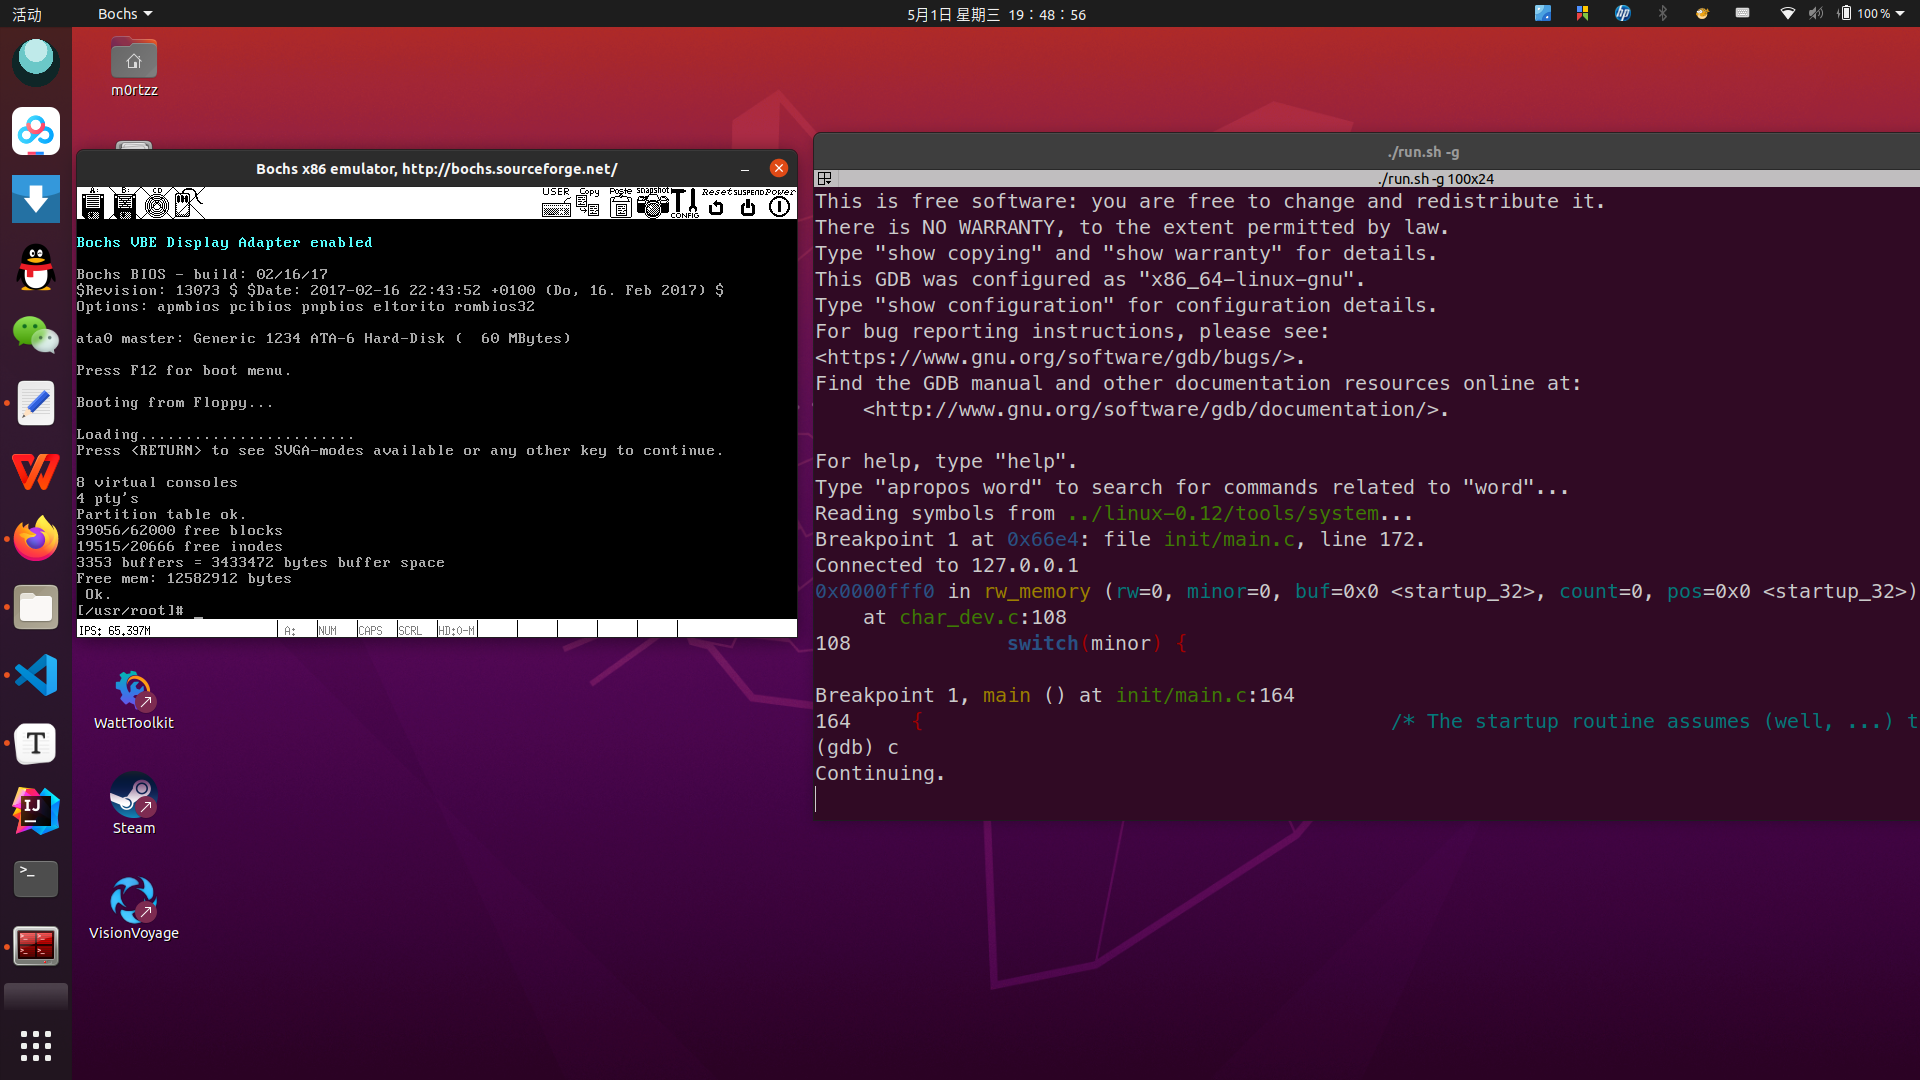 活动
Bochs
5月1日 星期三 19：48：56
100 %
m0rtzz
Bochs x86 emulator, http://bochs.sourceforge.net/
A: B: CD USER Copy Paste snapshot CONFIG Reset SUSPEND Power
Bochs VBE Display Adapter enabled
Bochs BIOS - build: 02/16/17
$Revision: 13073 $ $Date: 2017-02-16 22:43:52 +0100 (Do, 16. Feb 2017) $
Options: apmbios pcibios pnpbios eltorito rombios32
ata0 master: Generic 1234 ATA-6 Hard-Disk (  60 MBytes)
Press F12 for boot menu.
Booting from Floppy...
Loading........................
Press <RETURN> to see SVGA-modes available or any other key to continue.
8 virtual consoles
4 pty's
Partition table ok.
39056/62000 free blocks
19515/20666 free inodes
3353 buffers = 3433472 bytes buffer space
Free mem: 12582912 bytes
Ok.
[/usr/root]# _
IPS: 65.397M A: NUM CAPS SCRL HD:0-M
WattToolkit
Steam
VisionVoyage
./run.sh -g
./run.sh -g 100x24
This is free software: you are free to change and redistribute it.
There is NO WARRANTY, to the extent permitted by law.
Type "show copying" and "show warranty" for details.
This GDB was configured as "x86_64-linux-gnu".
Type "show configuration" for configuration details.
For bug reporting instructions, please see:
<https://www.gnu.org/software/gdb/bugs/>.
Find the GDB manual and other documentation resources online at:
    <http://www.gnu.org/software/gdb/documentation/>.
For help, type "help".
Type "apropos word" to search for commands related to "word"...
Reading symbols from ../linux-0.12/tools/system...
Breakpoint 1 at 0x66e4: file init/main.c, line 172.
Connected to 127.0.0.1
0x0000fff0 in rw_memory (rw=0, minor=0, buf=0x0 <startup_32>, count=0, pos=0x0 <startup_32>)
    at char_dev.c:108
108             switch(minor) {
Breakpoint 1, main () at init/main.c:164
164     {                                       /* The startup routine assumes (well, ...) t
(gdb) c
Continuing.